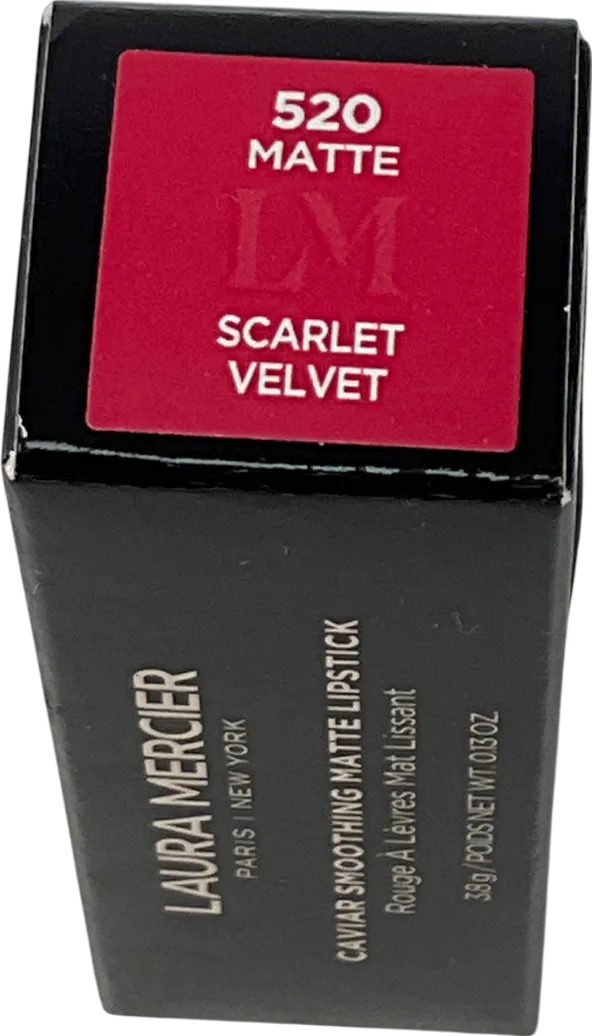 520
MATTE
LM
SCARLET
VELVET
LAURA MERCIER
PARIS | NEW YORK
CAVIAR SMOOTHING MATTE LIPSTICK
Rouge À Lèvres Mat Lissant
3.8g / POIDS NET WT. 0.13 OZ.